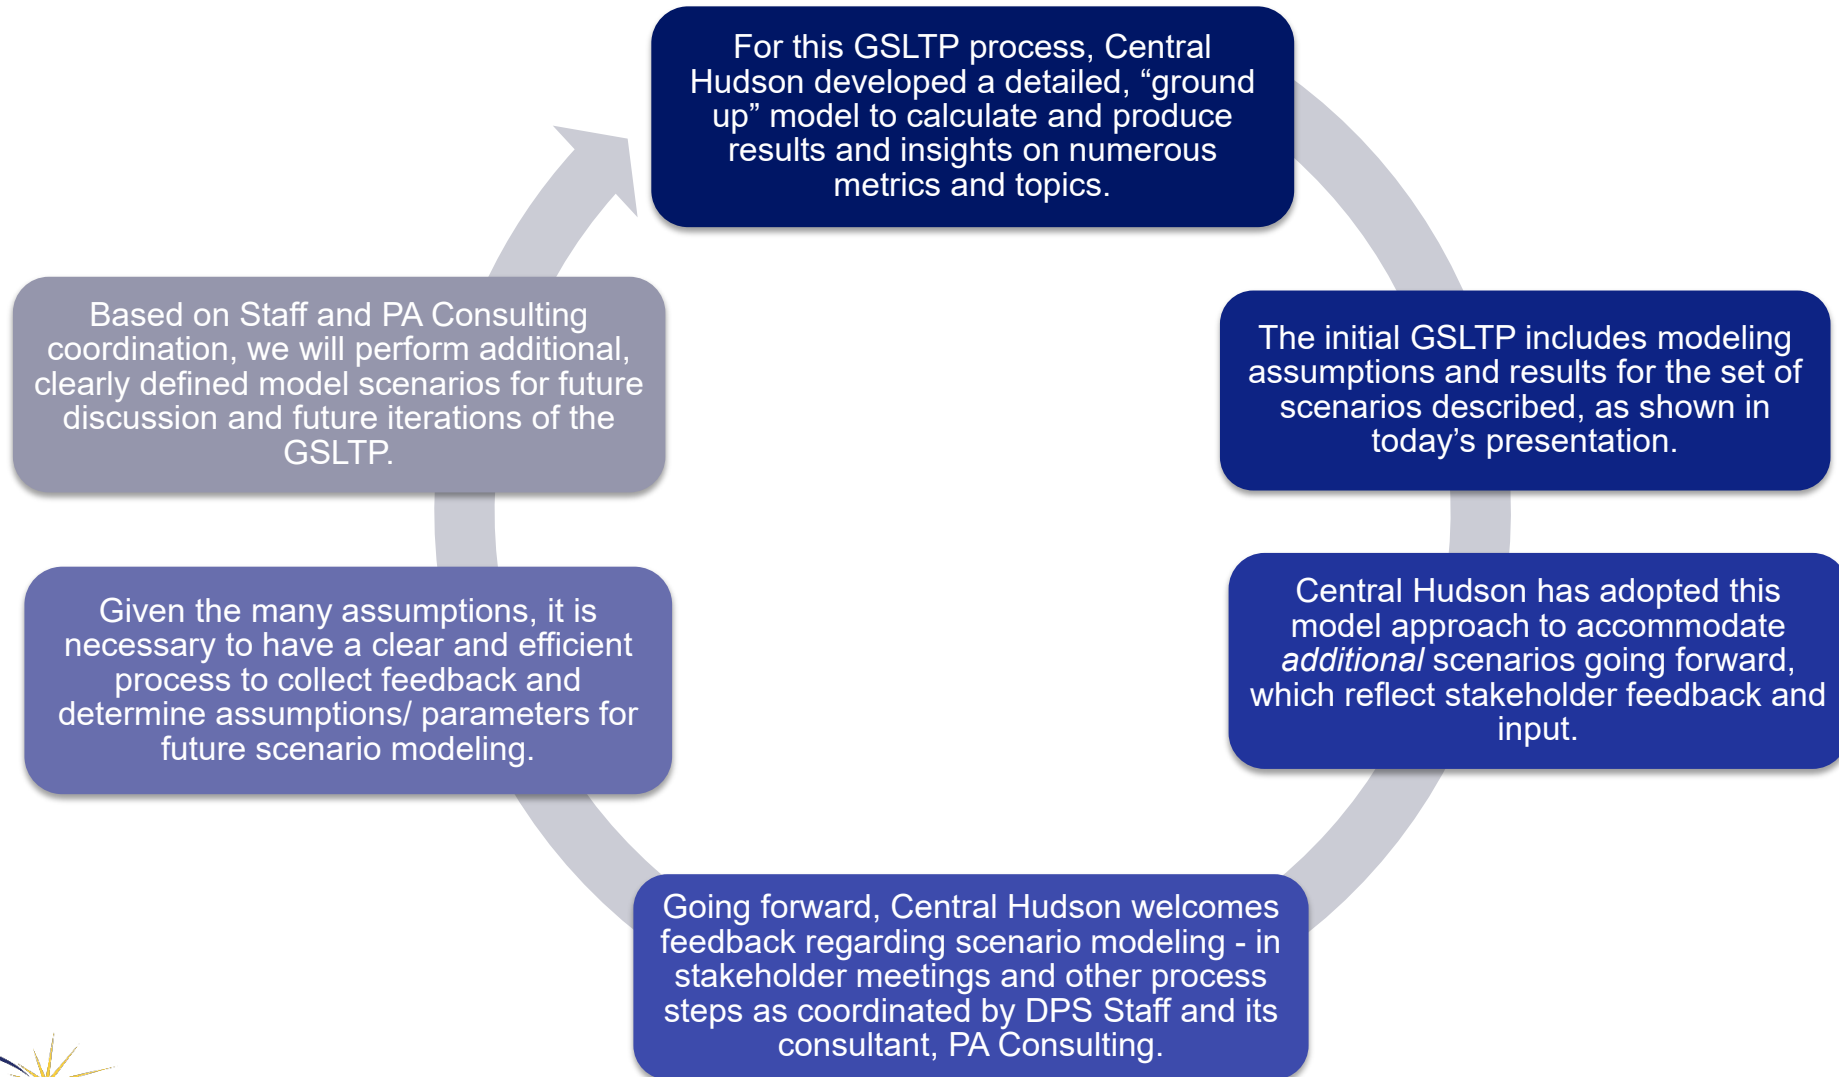 For this GSLTP process, Central
Hudson developed a detailed, “ground
up” model to calculate and produce
results and insights on numerous
metrics and topics.
The initial GSLTP includes modeling
assumptions and results for the set of
scenarios described, as shown in
today’s presentation.
Central Hudson has adopted this
model approach to accommodate
additional scenarios going forward,
which reflect stakeholder feedback and
input.
Going forward, Central Hudson welcomes
feedback regarding scenario modeling - in
stakeholder meetings and other process
steps as coordinated by DPS Staff and its
consultant, PA Consulting.
Given the many assumptions, it is
necessary to have a clear and efficient
process to collect feedback and
determine assumptions/ parameters for
future scenario modeling.
Based on Staff and PA Consulting
coordination, we will perform additional,
clearly defined model scenarios for future
discussion and future iterations of the
GSLTP.